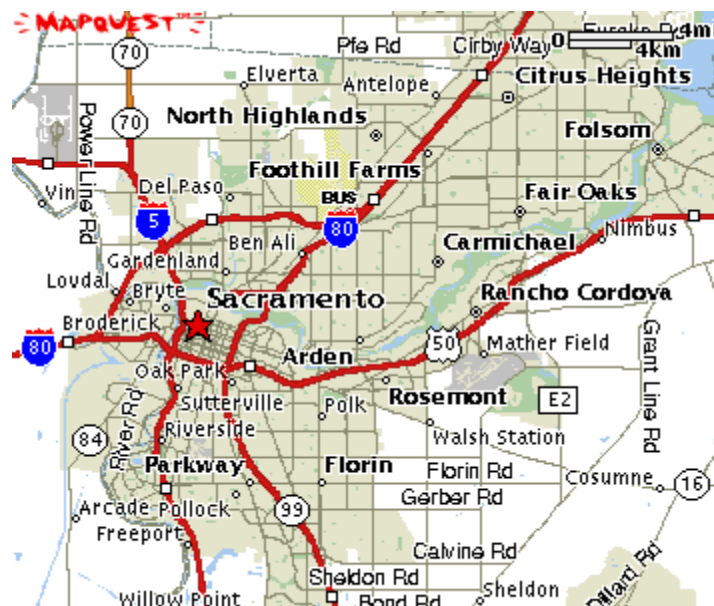 MAPQUEST
TM
70
Pfe Rd
Cirby Way
Eureka Rd
0
4m
4km
Elverta
Antelope
Citrus Heights
Power Line Rd
70
North Highlands
Folsom
Foothill Farms
Vin
Del Paso
BUS
Fair Oaks
5
80
Nimbus
Ben Ali
Carmichael
Gardenland
Lovdal
Bryte
Sacramento
Rancho Cordova
Broderick
80
Arden
50
Mather Field
Grant Line Rd
Oak Park
Rosemont
E2
Sutterville
Polk
River Rd
84
Riverside
Walsh Station
Parkway
Florin
Florin Rd
Cosumne
16
Gerber Rd
Arcade
Pollock
99
Freeport
Calvine Rd
Sheldon Rd
Dillard Rd
Willow Point
Bond Rd
Sheldon